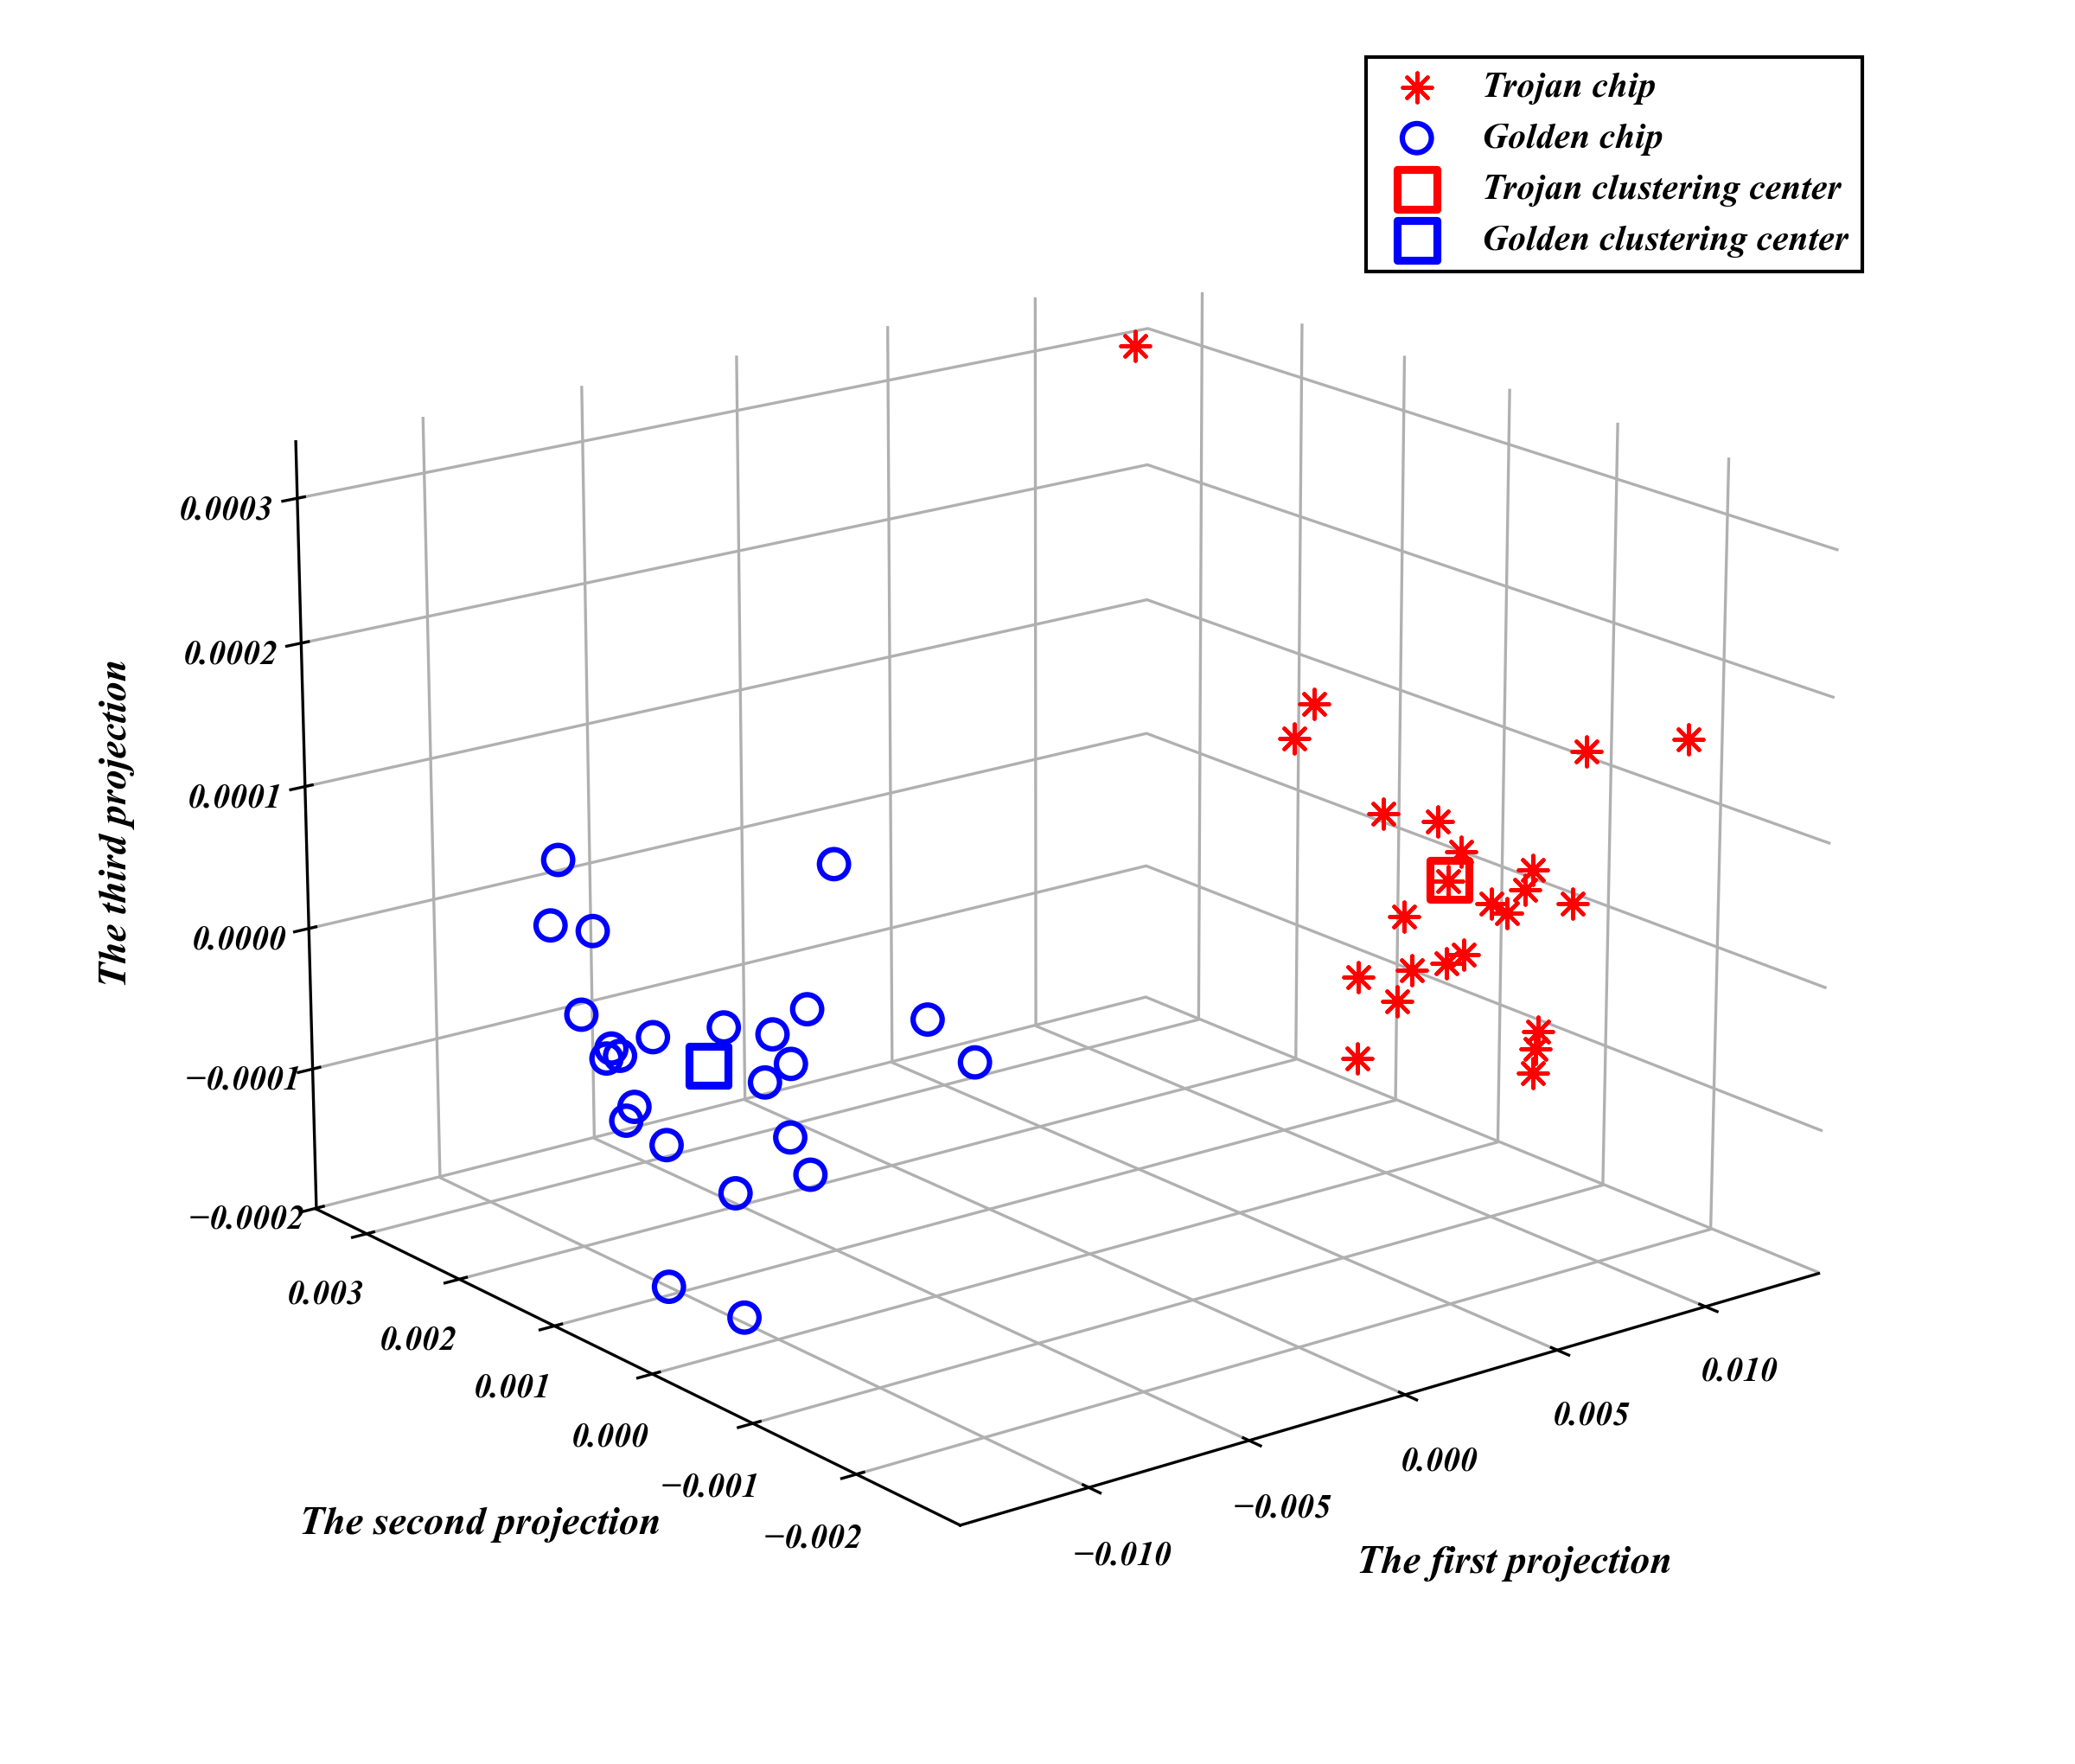 Trojan chip
Golden chip
Trojan clustering center
Golden clustering center
The third projection
0.0003
0.0002
0.0001
0.0000
−0.0001
−0.0002
0.003
0.002
0.001
0.000
−0.001
−0.002
The second projection
−0.010
−0.005
0.000
0.005
0.010
The first projection